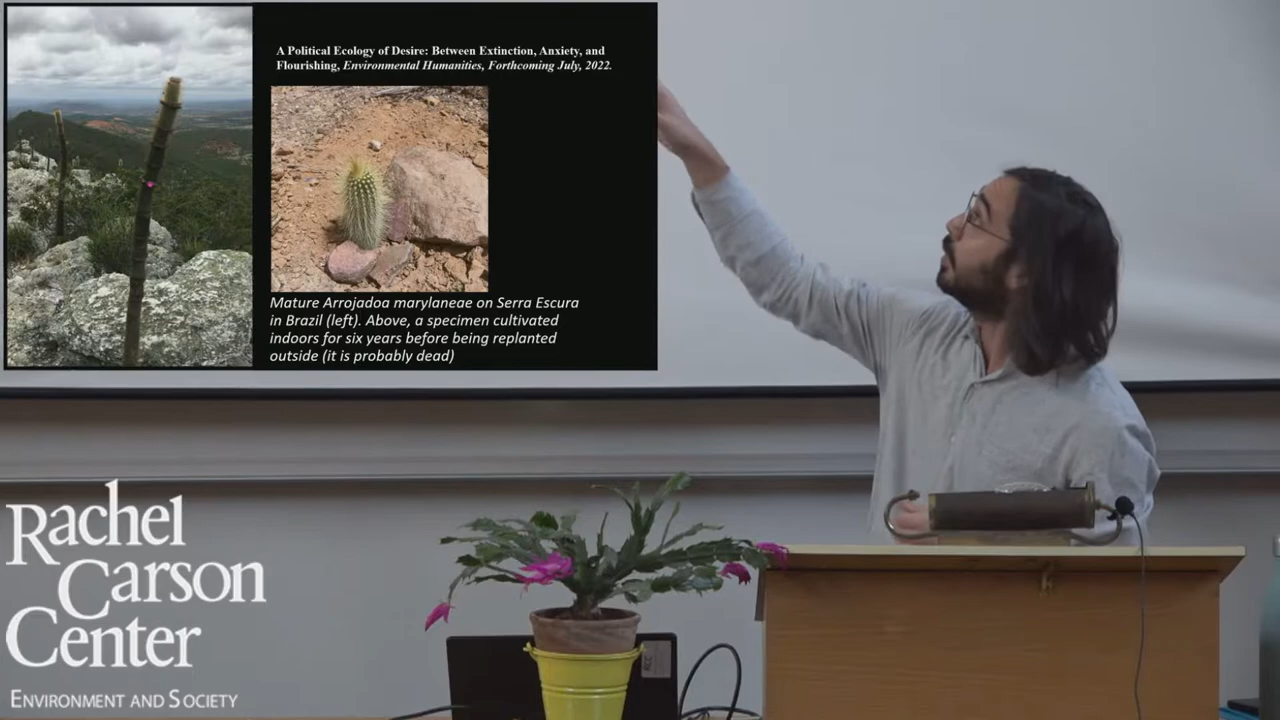 A Political Ecology of Desire: Between Extinction, Anxiety, and
Flourishing, Environmental Humanities, Forthcoming July, 2022.
Mature Arrojadoa marylaneae on Serra Escura
in Brazil (left). Above, a specimen cultivated
indoors for six years before being replanted
outside (it is probably dead)
Rachel
Carson
Center
ENVIRONMENT AND SOCIETY